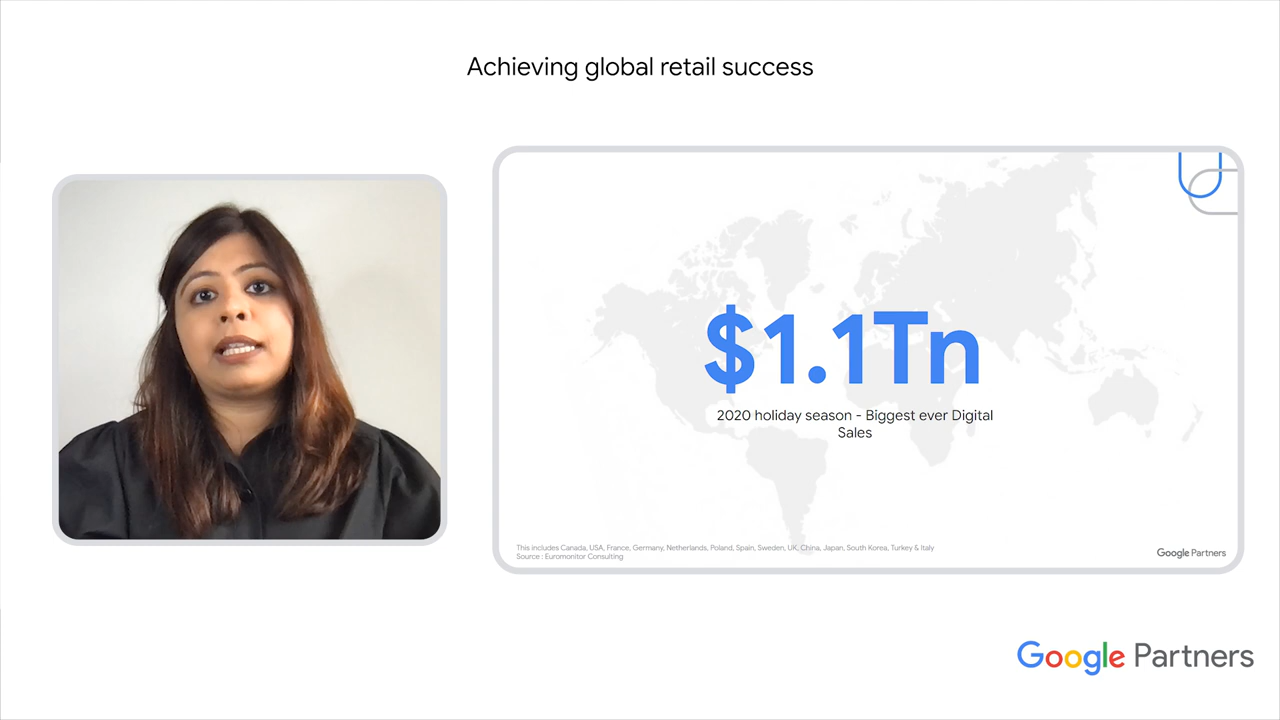 Achieving global retail success
$1.1Tn
2020 holiday season - Biggest ever Digital
Sales
This includes Canada, USA, France, Germany, Netherlands, Poland, Spain, Sweden, UK, China, Japan, South Korea, Turkey & Italy
Source : Euromonitor Consulting
Google Partners
Google Partners